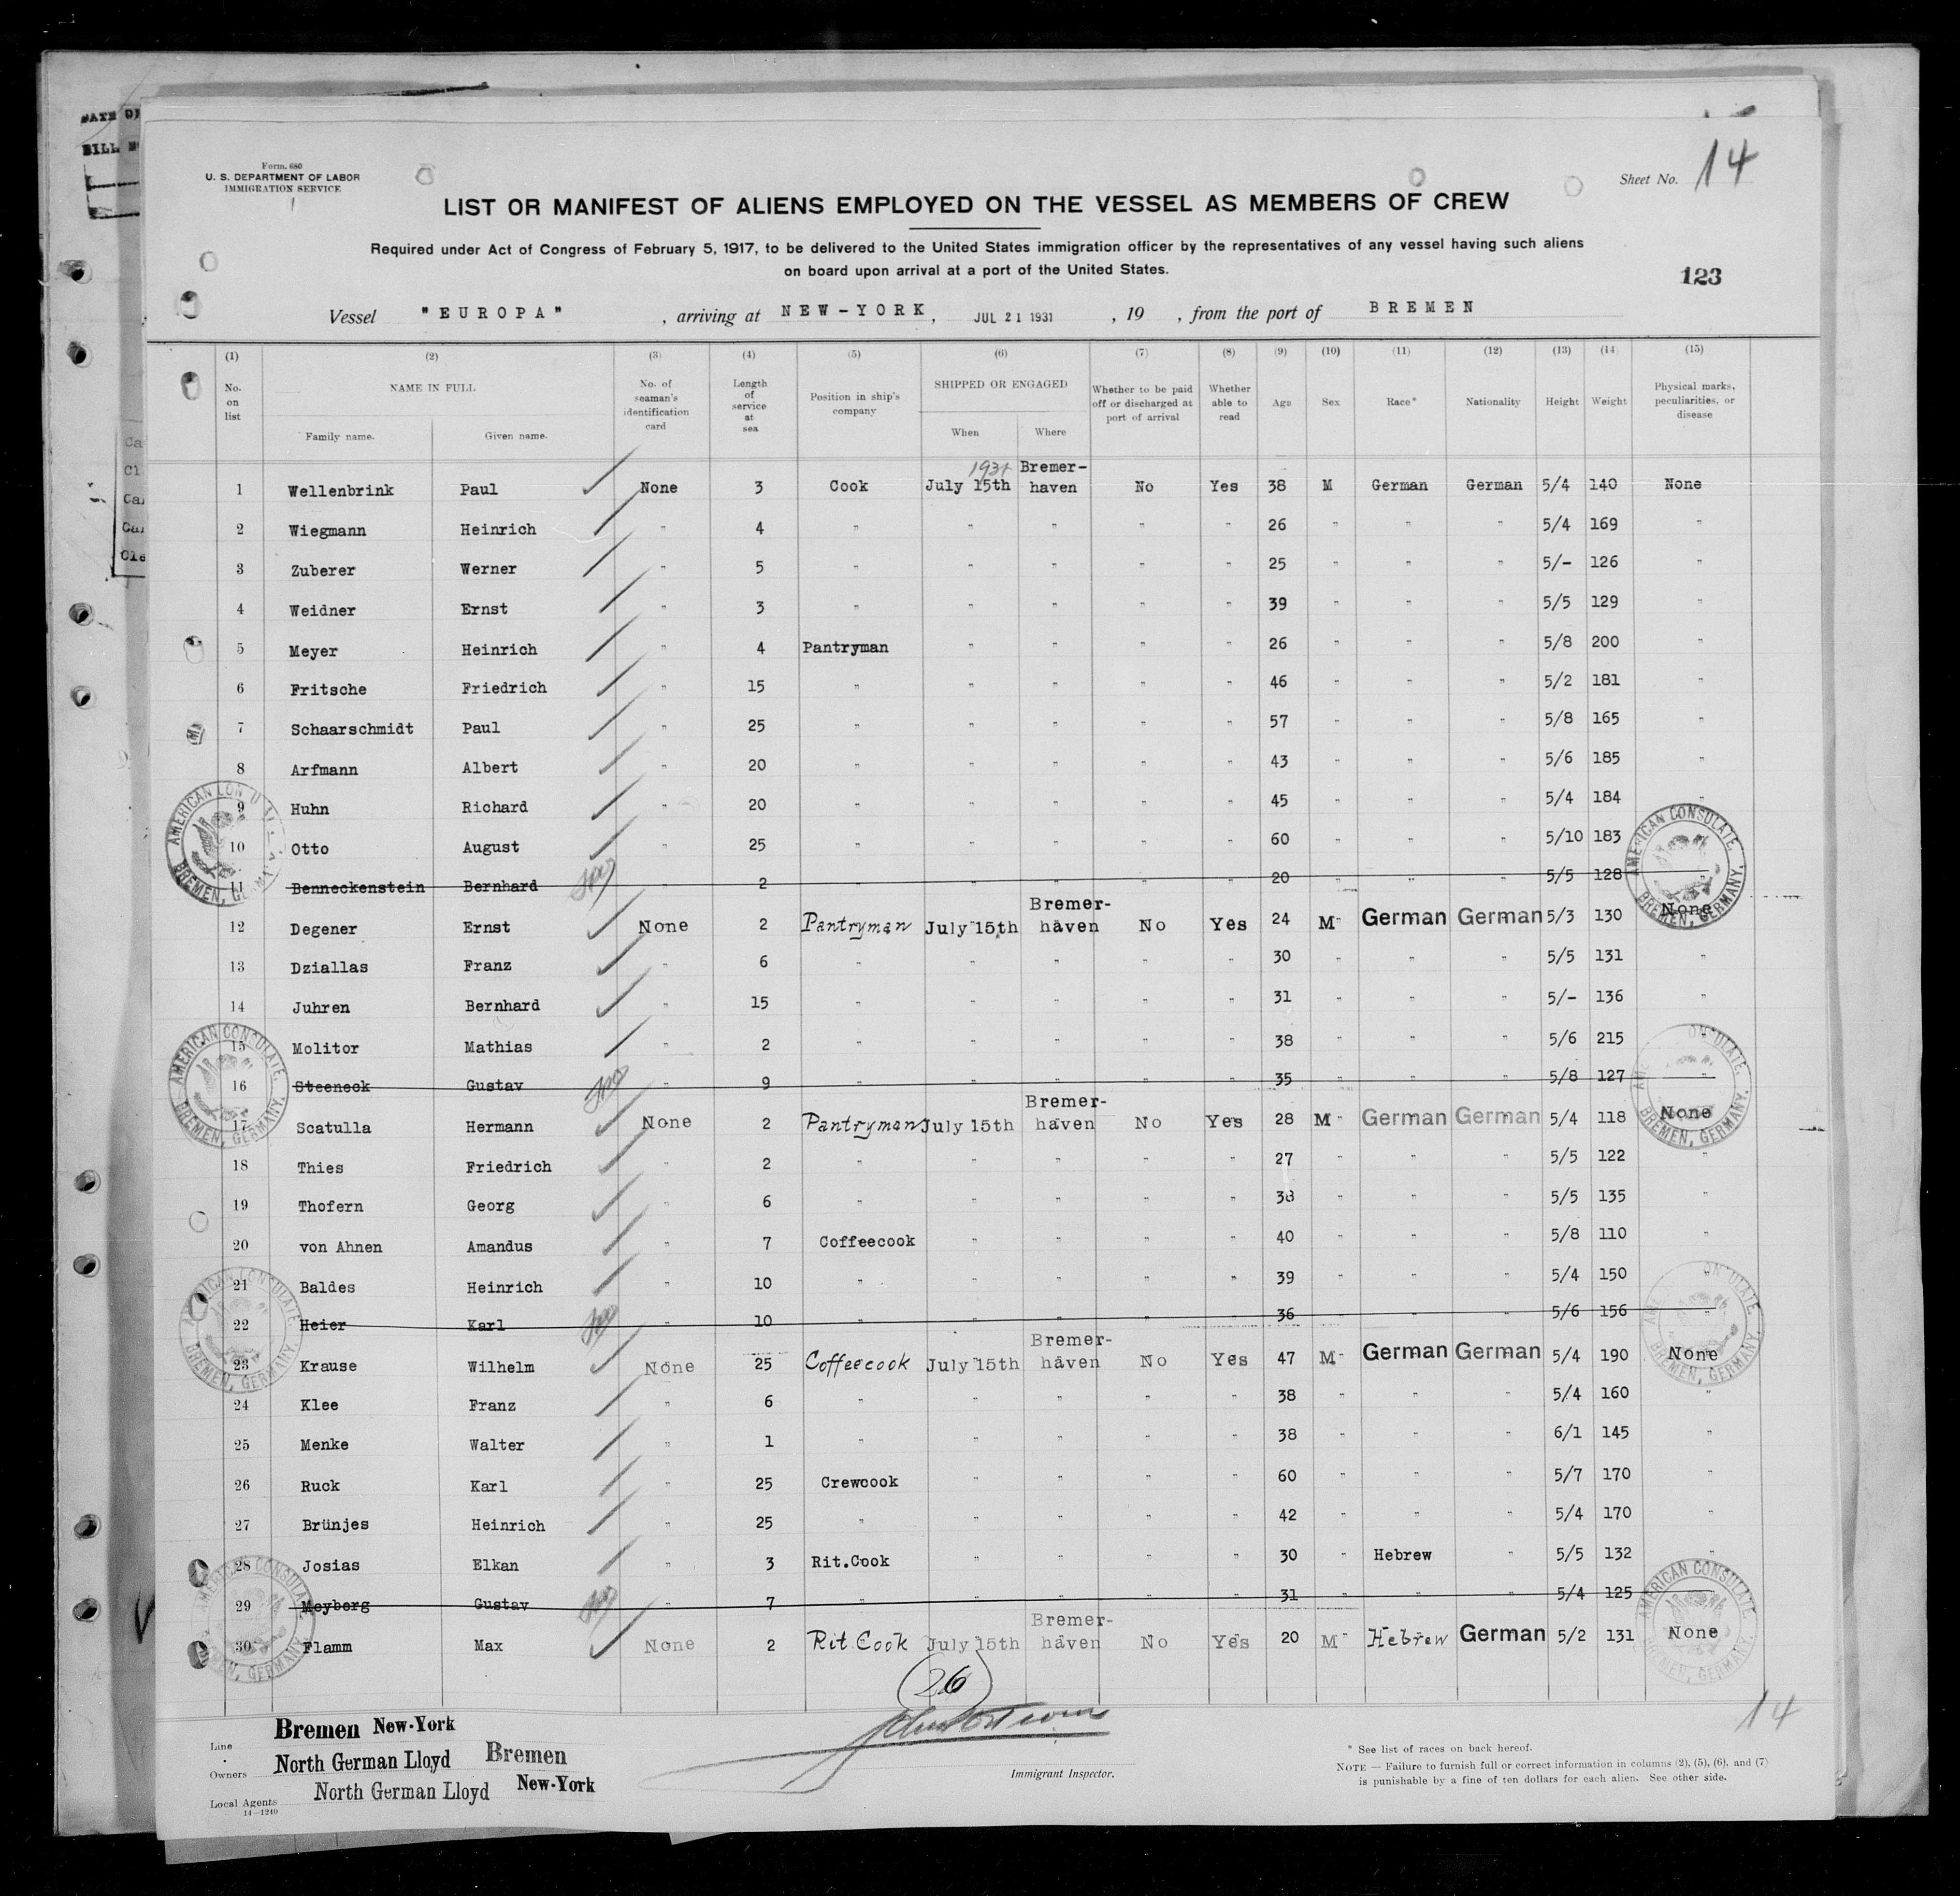 DATE OF
BILL N
Form. 680
U. S. DEPARTMENT OF LABOR
IMMIGRATION SERVICE
Sheet No. 14
LIST OR MANIFEST OF ALIENS EMPLOYED ON THE VESSEL AS MEMBERS OF CREW
Required under Act of Congress of February 5, 1917, to be delivered to the United States immigration officer by the representatives of any vessel having such aliens
on board upon arrival at a port of the United States.
123
Vessel "EUROPA" , arriving at NEW-YORK, JUL 21 1931 , 19 , from the port of BREMEN
(1) (2) (3) (4) (5) (6) (7) (8) (9) (10) (11) (12) (13) (14) (15)
No. on list NAME IN FULL Family name. Given name. No. of seaman's identification card Length of service at sea Position in ship's company SHIPPED OR ENGAGED When Where Whether to be paid off or discharged at port of arrival Whether able to read Age Sex Race* Nationality Height Weight Physical marks, peculiarities, or disease
1 Wellenbrink Paul None 3 Cook July 15th 1931 Bremer-haven No Yes 38 M German German 5/4 140 None
2 Wiegmann Heinrich " 4 " " " " " 26 " " " 5/4 169 "
3 Zuberer Werner " 5 " " " " " 25 " " " 5/- 126 "
4 Weidner Ernst " 3 " " " " " 39 " " " 5/5 129 "
5 Meyer Heinrich " 4 Pantryman " " " " 26 " " " 5/8 200 "
6 Fritsche Friedrich " 15 " " " " " 46 " " " 5/2 181 "
7 Schaarschmidt Paul " 25 " " " " " 57 " " " 5/8 165 "
8 Arfmann Albert " 20 " " " " " 43 " " " 5/6 185 "
9 Huhn Richard " 20 " " " " " 45 " " " 5/4 184 "
10 Otto August " 25 " " " " " 60 " " " 5/10 183
11 Benneckenstein Bernhard " 2 " " " " " 20 " " " 5/5 128 "
12 Degener Ernst None 2 Pantryman July 15th Bremer-haven No Yes 24 M German German 5/3 130 None
13 Dziallas Franz " 6 " " " " " 30 " " " 5/5 131 "
14 Juhren Bernhard " 15 " " " " " 31 " " " 5/- 136 "
15 Molitor Mathias " 2 " " " " " 38 " " " 5/6 215 "
16 Steeneck Gustav " 9 " " " " " 35 " " " 5/8 127 "
17 Scatulla Hermann None 2 Pantryman July 15th Bremer-haven No Yes 28 M German German 5/4 118 None
18 Thies Friedrich " 2 " " " " " 27 " " " 5/5 122 "
19 Thofern Georg " 6 " " " " " 38 " " " 5/5 135 "
20 von Ahnen Amandus " 7 Coffeecook " " " " 40 " " " 5/8 110 "
21 Baldes Heinrich " 10 " " " " " 39 " " " 5/4 150 "
22 Heier Karl " 10 " " " " " 36 " " " 5/6 156 "
23 Krause Wilhelm None 25 Coffeecook July 15th Bremer-haven No Yes 47 M German German 5/4 190 None
24 Klee Franz " 6 " " " " " 38 " " " 5/4 160 "
25 Menke Walter " 1 " " " " " 38 " " " 6/1 145 "
26 Ruck Karl " 25 Crewcook " " " " 60 " " " 5/7 170 "
27 Brünjes Heinrich " 25 " " " " " 42 " " " 5/4 170 "
28 Josias Elkan " 3 Rit.Cook " " " " 30 " Hebrew " 5/5 132 "
29 Meyberg Gustav " 7 " " " " " 31 " " " 5/4 125 "
30 Flamm Max None 2 Rit. Cook July 15th Bremer-haven No Yes 20 M Hebrew German 5/2 131 None
AMERICAN CONSULATE. BREMEN, GERMANY.
AMERICAN CONSULATE. BREMEN, GERMANY.
AMERICAN CONSULATE. BREMEN, GERMANY.
AMERICAN CONSULATE. BREMEN, GERMANY.
(26)
14
Line Bremen New-York
Owners North German Lloyd Bremen
Local Agents North German Lloyd New-York
14—1240
Immigrant Inspector.
* See list of races on back hereof.
NOTE — Failure to furnish full or correct information in columns (2), (5), (6), and (7)
is punishable by a fine of ten dollars for each alien. See other side.